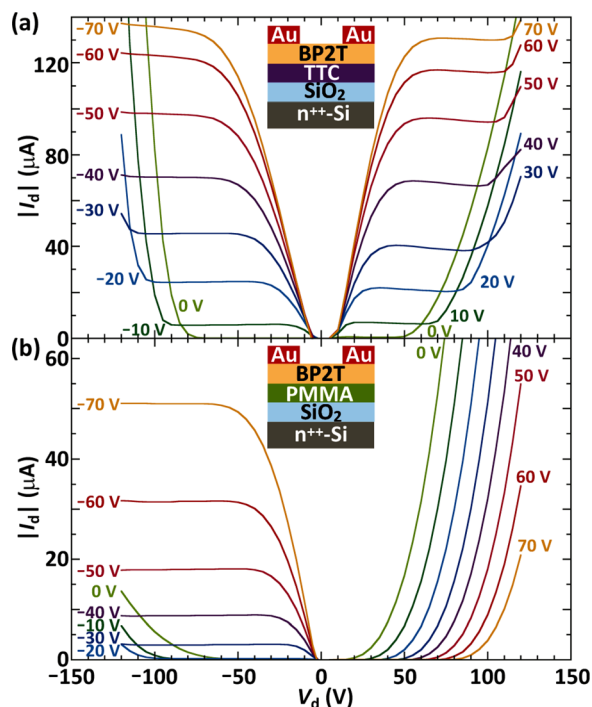 (a)
−70 V
−60 V
−50 V
−40 V
−30 V
−20 V
−10 V
0 V
Au Au
BP2T
TTC
SiO₂
n⁺⁺-Si
70 V
60 V
50 V
40 V
30 V
20 V
10 V
0 V
120
80
40
0
|I_d| (μA)
(b)
−70 V
−60 V
−50 V
0 V
−40 V
−10 V
−30 V
−20 V
Au Au
BP2T
PMMA
SiO₂
n⁺⁺-Si
0 V
40 V
50 V
60 V
70 V
60
40
20
0
|I_d| (μA)
−150 −100 −50 0 50 100 150
V_d (V)